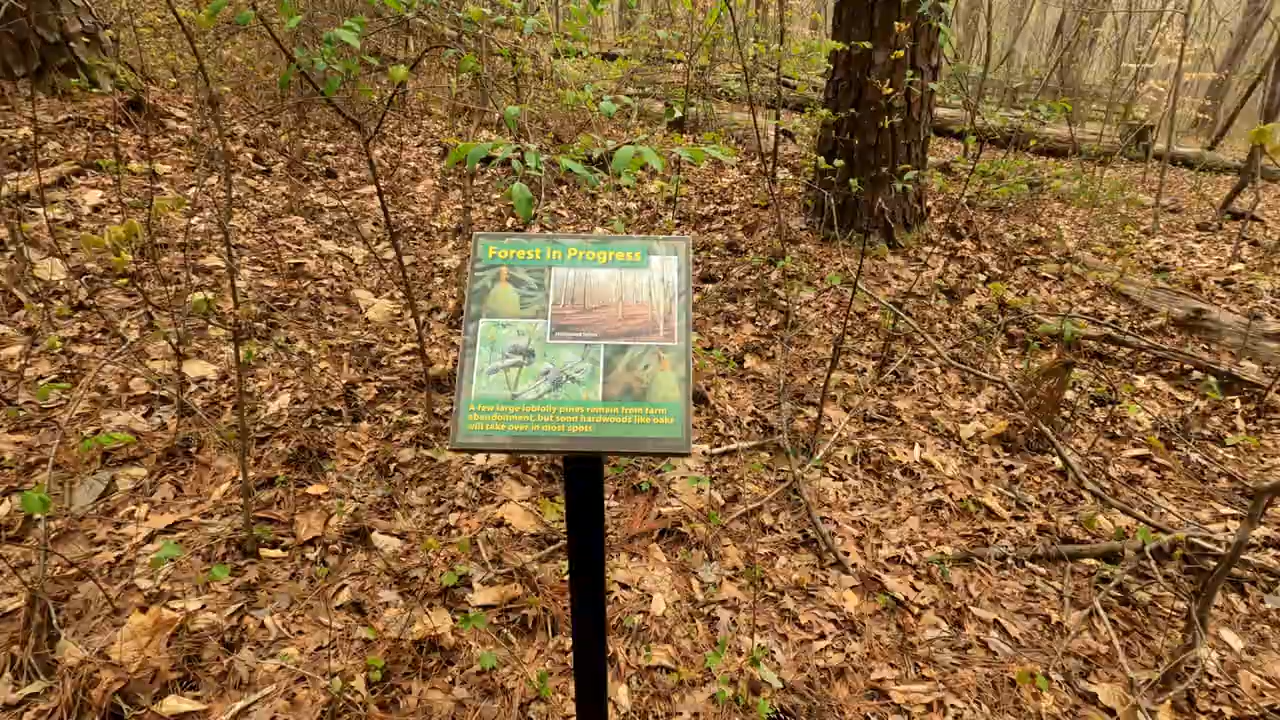 Forest in Progress
A few large loblolly pines remain from farm
abandonment, but soon hardwoods like oaks
will take over in most spots.